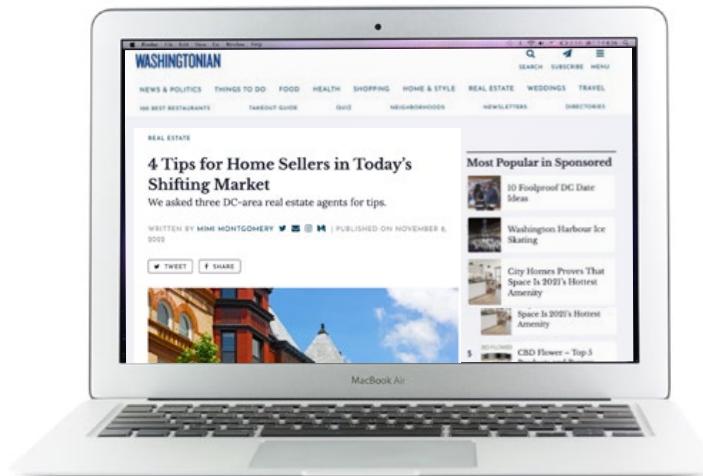 WASHINGTONIAN
SEARCH SUBSCRIBE MENU
NEWS & POLITICS THINGS TO DO FOOD HEALTH SHOPPING HOME & STYLE REAL ESTATE WEDDINGS TRAVEL
100 BEST RESTAURANTS TAKEOUT GUIDE QUIZ NEIGHBORHOODS NEWSLETTERS DIRECTORIES
REAL ESTATE
4 Tips for Home Sellers in Today's
Shifting Market
We asked three DC-area real estate agents for tips.
WRITTEN BY MIMI MONTGOMERY | PUBLISHED ON NOVEMBER 8,
2022
TWEET SHARE
Most Popular in Sponsored
10 Foolproof DC Date
Ideas
Washington Harbour Ice
Skating
City Homes Proves That
Space Is 2021's Hottest
Amenity
Space Is 2021's Hottest
Amenity
5
CBD Flower – Top 5
MacBook Air